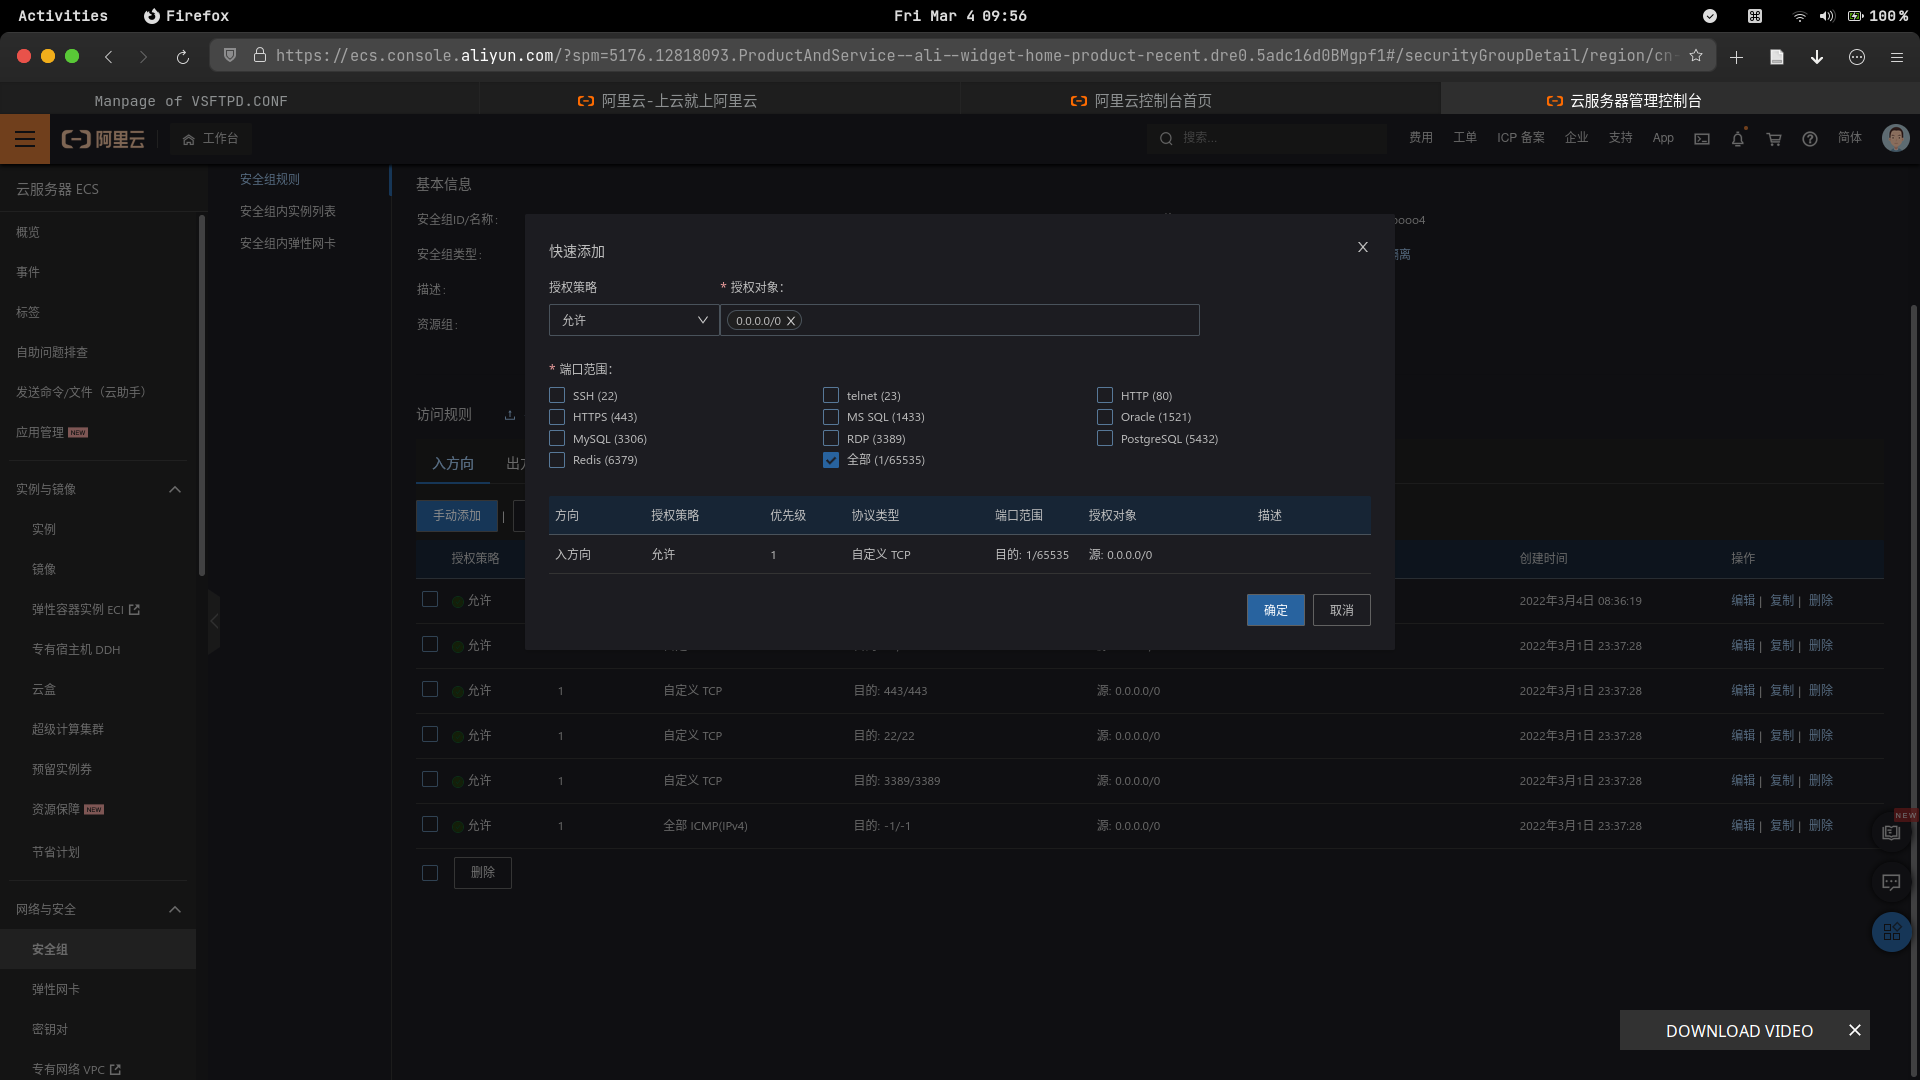 Activities Firefox Fri Mar 4 09:56 100%
https://ecs.console.aliyun.com/?spm=5176.12818093.ProductAndService--ali--widget-home-product-recent.dre0.5adc16d0BMgpf1#/securityGroupDetail/region/cn-
Manpage of VSFTPD.CONF 阿里云-上云就上阿里云 阿里云控制台首页 云服务器管理控制台
阿里云 工作台 搜索... 费用 工单 ICP 备案 企业 支持 App 简体
云服务器 ECS
概览
事件
标签
自助问题排查
发送命令/文件（云助手）
应用管理 NEW
实例与镜像
实例
镜像
弹性容器实例 ECI
专有宿主机 DDH
云盒
超级计算集群
预留实例券
资源保障 NEW
节省计划
网络与安全
安全组
弹性网卡
密钥对
专有网络 VPC
安全组规则
安全组内实例列表
安全组内弹性网卡
基本信息
安全组ID/名称:
安全组类型:
描述:
资源组:
访问规则
入方向
手动添加 |
快速添加
授权策略 * 授权对象:
允许 0.0.0.0/0
* 端口范围:
SSH (22) telnet (23) HTTP (80)
HTTPS (443) MS SQL (1433) Oracle (1521)
MySQL (3306) RDP (3389) PostgreSQL (5432)
Redis (6379) 全部 (1/65535)
方向 授权策略 优先级 协议类型 端口范围 授权对象 描述
入方向 允许 1 自定义 TCP 目的: 1/65535 源: 0.0.0.0/0
确定 取消
授权策略 创建时间 操作
允许 2022年3月4日 08:36:19 编辑 | 复制 | 删除
允许 2022年3月1日 23:37:28 编辑 | 复制 | 删除
允许 1 自定义 TCP 目的: 443/443 源: 0.0.0.0/0 2022年3月1日 23:37:28 编辑 | 复制 | 删除
允许 1 自定义 TCP 目的: 22/22 源: 0.0.0.0/0 2022年3月1日 23:37:28 编辑 | 复制 | 删除
允许 1 自定义 TCP 目的: 3389/3389 源: 0.0.0.0/0 2022年3月1日 23:37:28 编辑 | 复制 | 删除
允许 1 全部 ICMP(IPv4) 目的: -1/-1 源: 0.0.0.0/0 2022年3月1日 23:37:28 编辑 | 复制 | 删除
删除
NEW
DOWNLOAD VIDEO